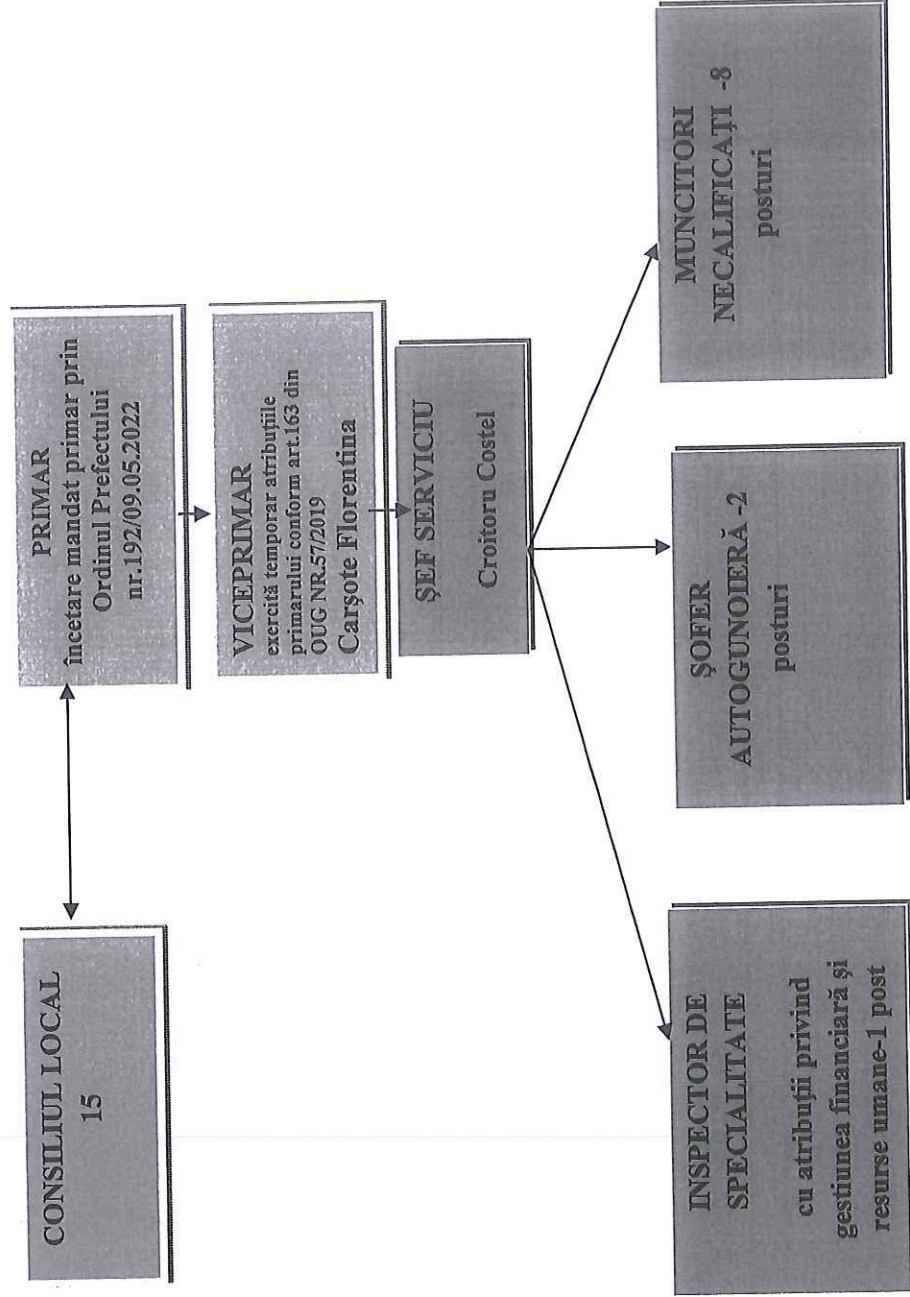 CONSILIUL LOCAL
15
PRIMAR
încetare mandat primar prin
Ordinul Prefectului
nr.192/09.05.2022
VICEPRIMAR
exercită temporar atribuțiile
primarului conform art.163 din
OUG NR.57/2019
Carșote Florentina
ȘEF SERVICIU
Croitoru Costel
INSPECTOR DE
SPECIALITATE
cu atribuții privind
gestiunea financiară și
resurse umane-1 post
ȘOFER
AUTOGUNOIERĂ -2
posturi
MUNCITORI
NECALIFICAȚI -8
posturi